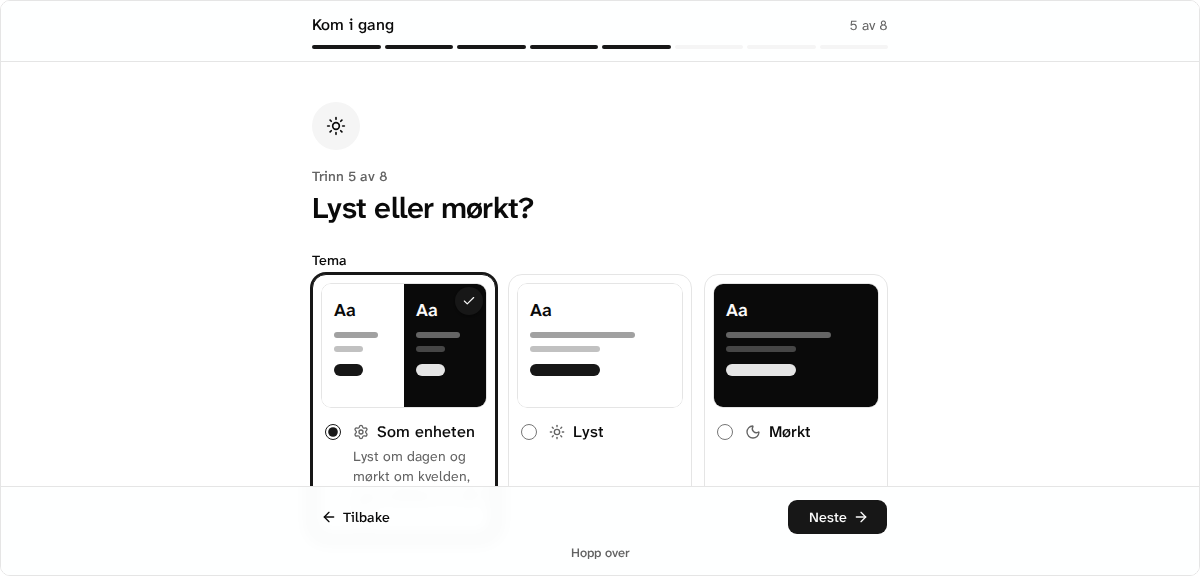 Kom i gang
5 av 8
Trinn 5 av 8
Lyst eller mørkt?
Tema
Aa
Aa
Aa
Aa
Som enheten
Lyst om dagen og
mørkt om kvelden,
Lyst
Mørkt
Tilbake
Neste
Hopp over